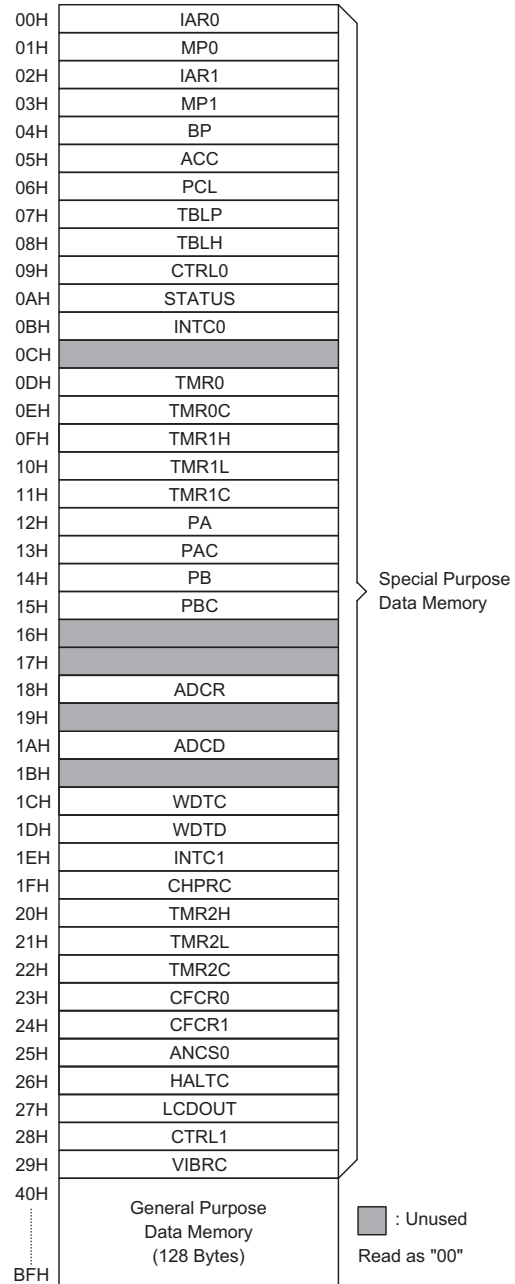 00H IAR0
01H MP0
02H IAR1
03H MP1
04H BP
05H ACC
06H PCL
07H TBLP
08H TBLH
09H CTRL0
0AH STATUS
0BH INTC0
0CH
0DH TMR0
0EH TMR0C
0FH TMR1H
10H TMR1L
11H TMR1C
12H PA
13H PAC
14H PB
15H PBC
Special Purpose
Data Memory
16H
17H
18H ADCR
19H
1AH ADCD
1BH
1CH WDTC
1DH WDTD
1EH INTC1
1FH CHPRC
20H TMR2H
21H TMR2L
22H TMR2C
23H CFCR0
24H CFCR1
25H ANCS0
26H HALTC
27H LCDOUT
28H CTRL1
29H VIBRC
40H
General Purpose
Data Memory
(128 Bytes)
BFH
: Unused
Read as "00"